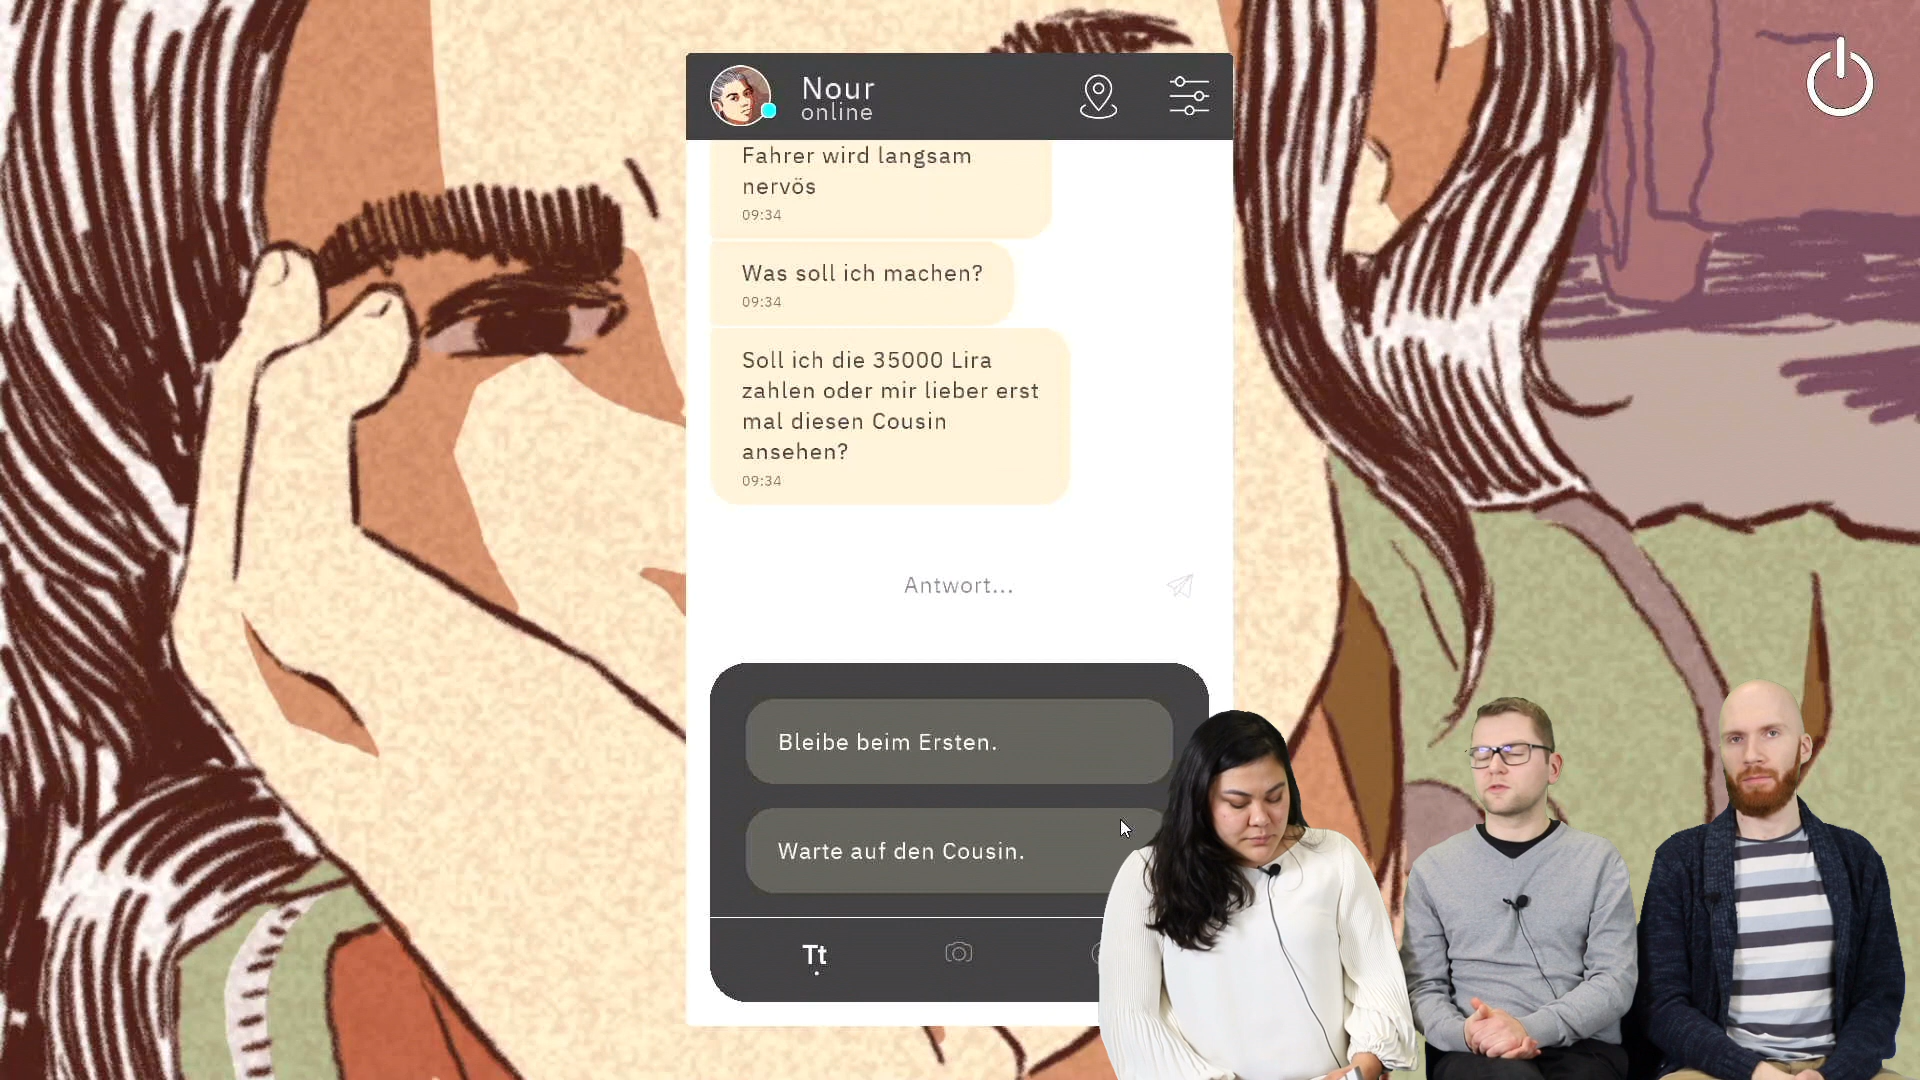 Nour
online
Fahrer wird langsam
nervös
09:34
Was soll ich machen?
09:34
Soll ich die 35000 Lira
zahlen oder mir lieber erst
mal diesen Cousin
ansehen?
09:34
Antwort...
Bleibe beim Ersten.
Warte auf den Cousin.
Tt